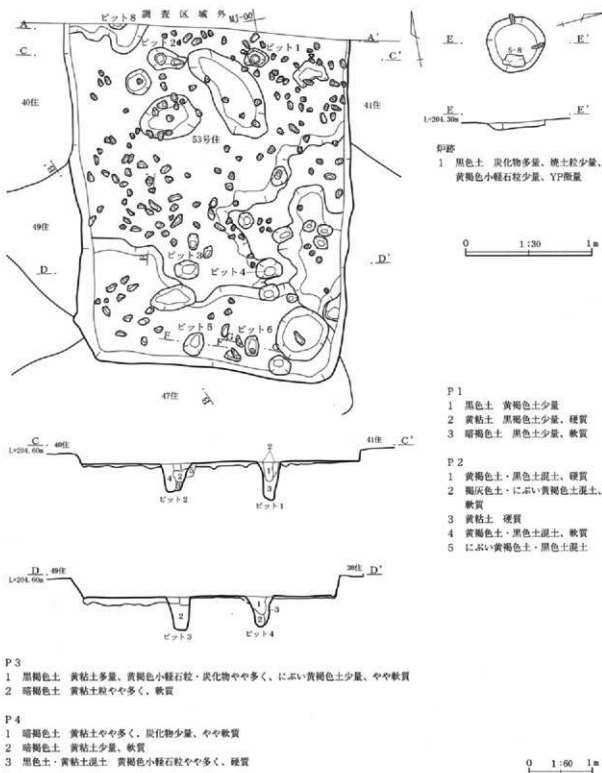 調査区域外
MJ-90
ピット8
A
A'
C
C'
ピット2
ピット1
40住
41住
53号住
49住
D
D'
ピット3
ピット4
ピット5
ピット6
47住
E
E'
5-8
E
E'
L=204.30m
炉跡
1 黒色土 炭化物多量、焼土粒少量、
黄褐色小軽石粒少量、YP微量
0 1:30 1m
P1
1 黒色土 黄褐色土少量
2 黄粘土 黒褐色土少量、硬質
3 暗褐色土 黒色土少量、軟質
P2
1 黄褐色土・黒色土混土、硬質
2 褐灰色土・にぶい黄褐色土混土、
軟質
3 黄粘土 硬質
4 黄褐色土・黒色土混土、軟質
5 にぶい黄褐色土・黒色土混土
C 40住
41住 C'
L=204.60m
2
1
3
4
ピット2
ピット1
D 49住
38住 D'
L=204.60m
1
2
1
3
2
ピット3
ピット4
P3
1 黒褐色土 黄粘土多量、黄褐色小軽石粒・炭化物やや多く、にぶい黄褐色土少量、やや軟質
2 暗褐色土 黄粘土粒やや多く、軟質
P4
1 暗褐色土 黄粘土やや多く、炭化物少量、やや軟質
2 暗褐色土 黄粘土少量、軟質
3 黒色土・黄粘土混土 黄褐色小軽石粒やや多く、硬質
0 1:60 1m